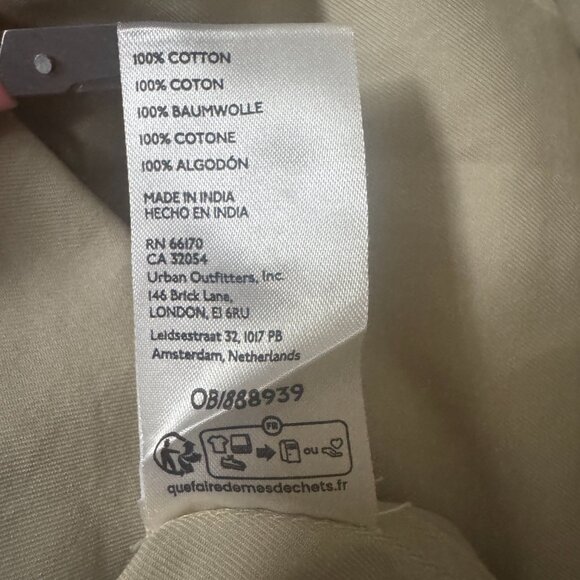 100% COTTON
100% COTON
100% BAUMWOLLE
100% COTONE
100% ALGODÓN
MADE IN INDIA
HECHO EN INDIA
RN 66170
CA 32054
Urban Outfitters, Inc.
146 Brick Lane,
LONDON, E1 6RU
Leidsestraat 32, 1017 PB
Amsterdam, Netherlands
OB1888939
FR
ou
quefairedemesdechets.fr